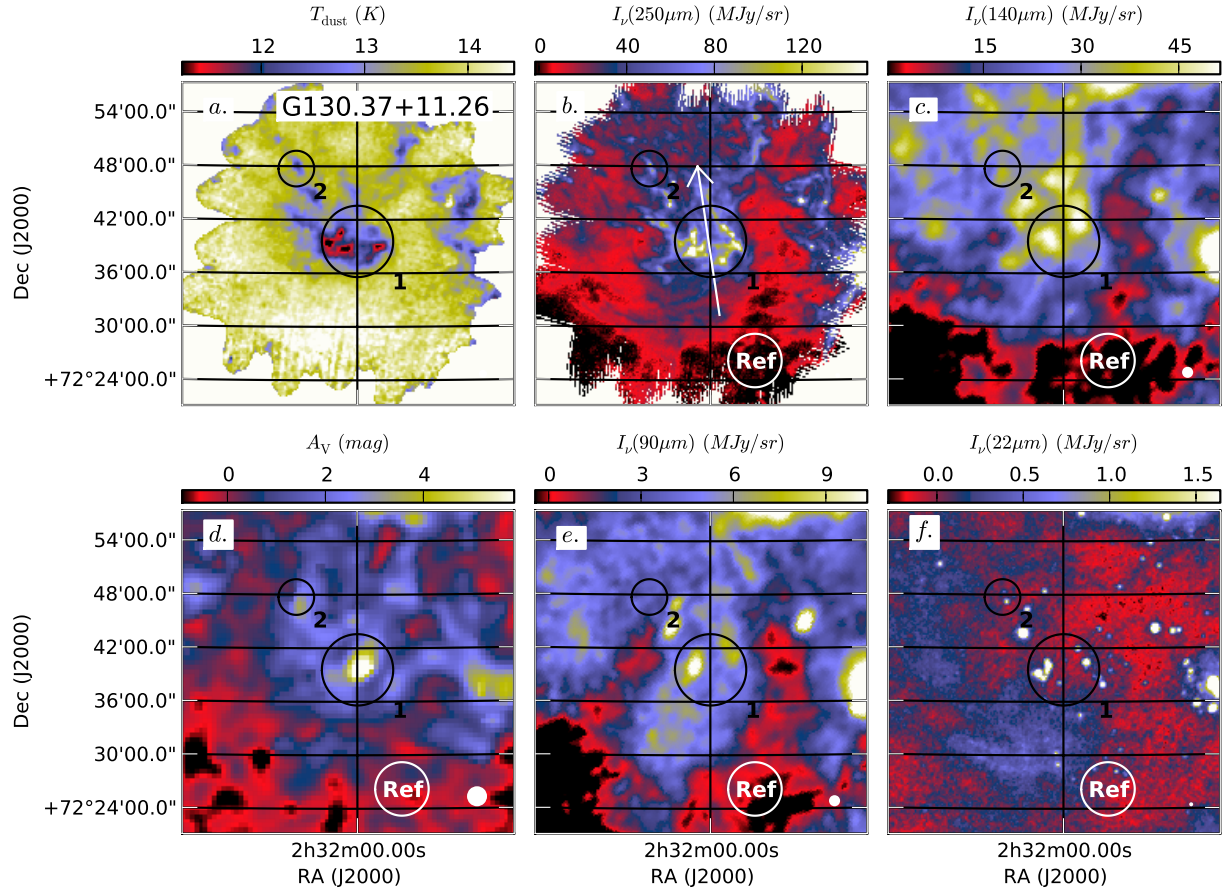 T_dust (K)
12 13 14
a. G130.37+11.26
54'00.0"
48'00.0"
42'00.0"
36'00.0"
30'00.0"
+72°24'00.0"
Dec (J2000)
2
1
I_ν(250μm) (MJy/sr)
0 40 80 120
b.
2
1
Ref
I_ν(140μm) (MJy/sr)
15 30 45
c.
2
1
Ref
A_V (mag)
0 2 4
d.
54'00.0"
48'00.0"
42'00.0"
36'00.0"
30'00.0"
+72°24'00.0"
Dec (J2000)
2
1
Ref
2h32m00.00s
RA (J2000)
I_ν(90μm) (MJy/sr)
0 3 6 9
e.
2
1
Ref
2h32m00.00s
RA (J2000)
I_ν(22μm) (MJy/sr)
0.0 0.5 1.0 1.5
f.
2
1
Ref
2h32m00.00s
RA (J2000)